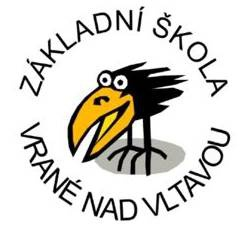 ZÁKLADNÍ ŠKOLA
VRANÉ NAD VLTAVOU